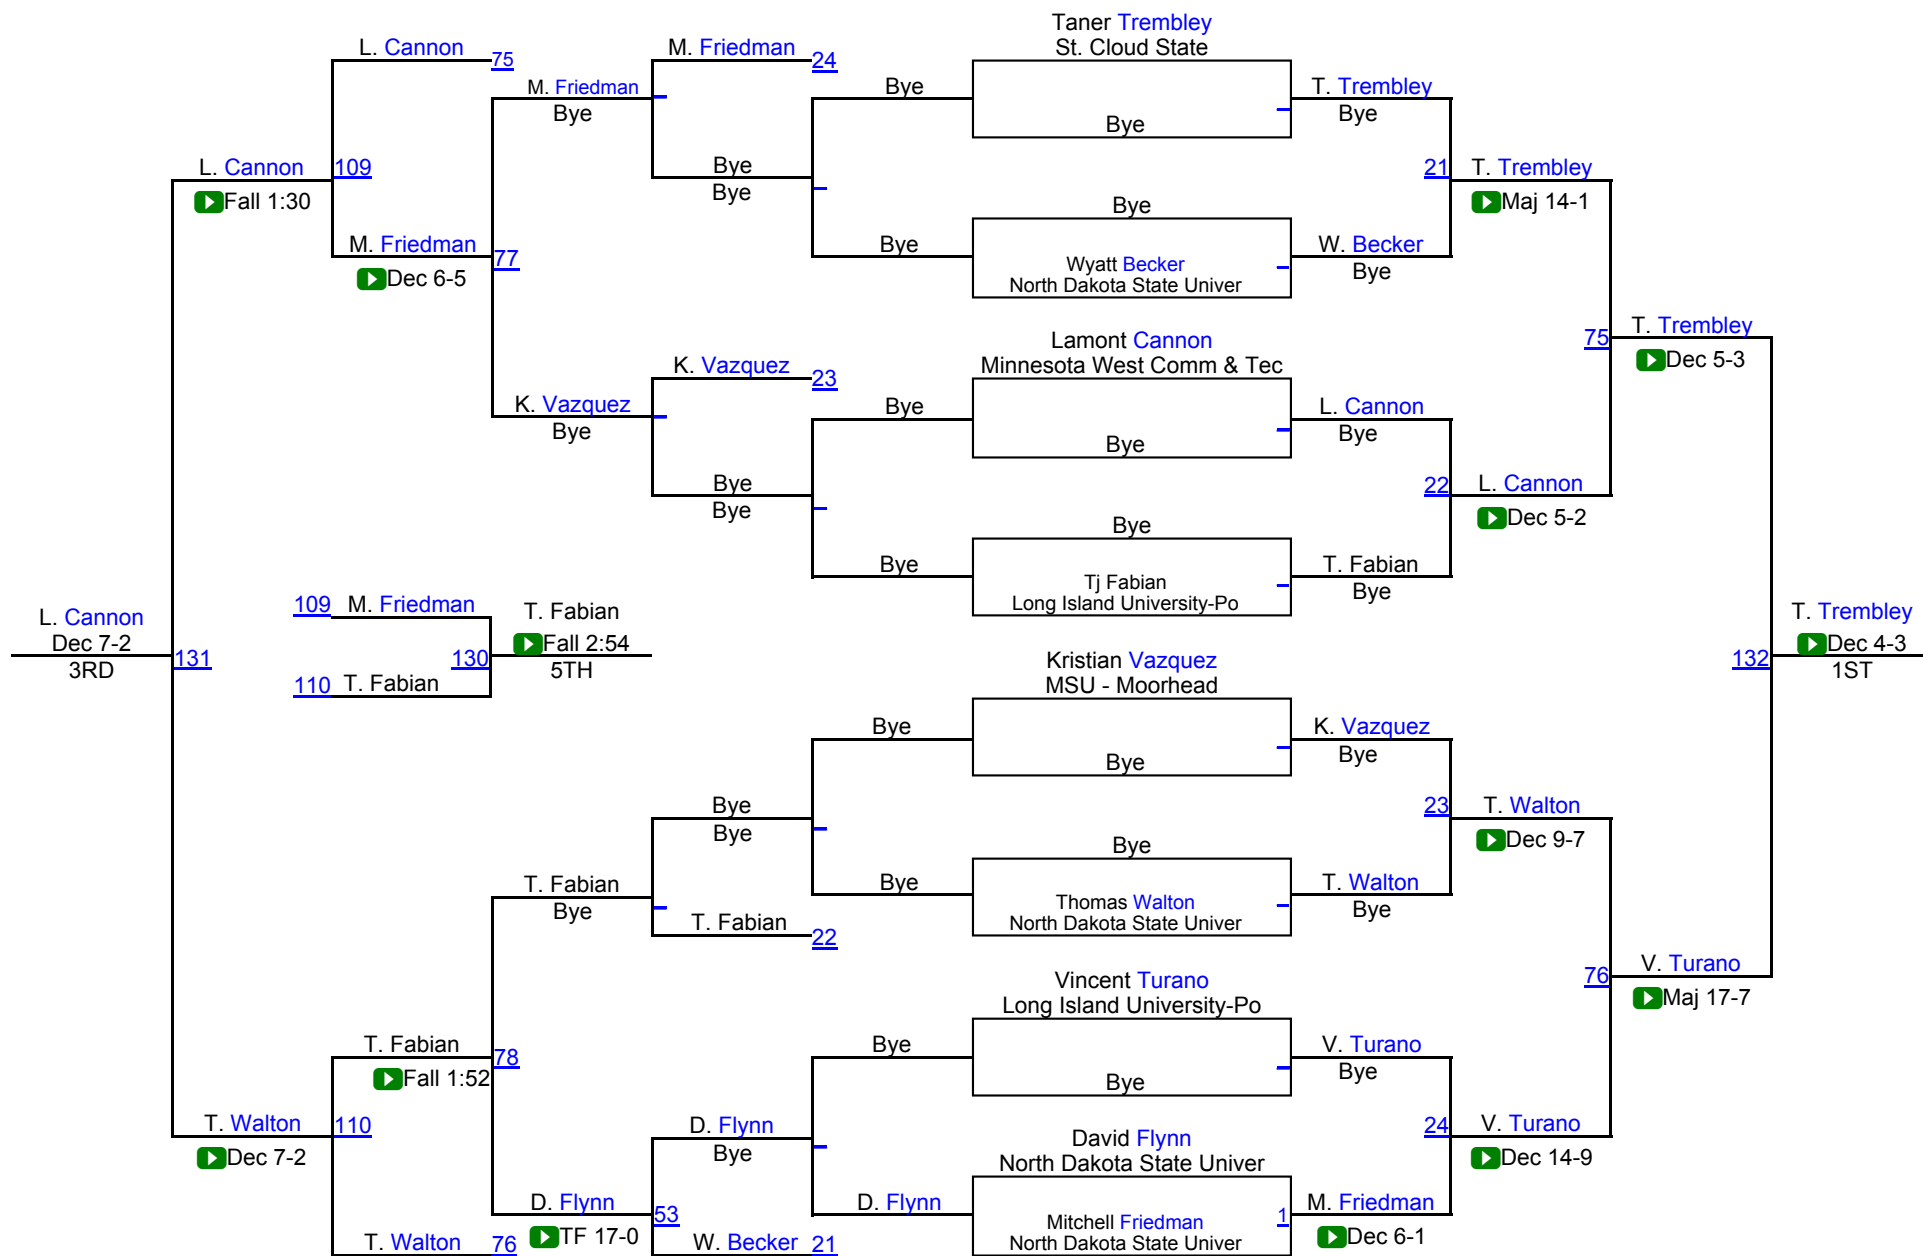 Taner Trembley
St. Cloud State
L. Cannon
75
M. Friedman
24
M. Friedman
Bye
Bye
Bye
T. Trembley
Bye
L. Cannon
109
Fall 1:30
Bye
Bye
21
T. Trembley
Maj 14-1
M. Friedman
77
Dec 6-5
Bye
Bye
Wyatt Becker
North Dakota State Univer
W. Becker
Bye
Lamont Cannon
Minnesota West Comm & Tec
75
T. Trembley
Dec 5-3
K. Vazquez
23
K. Vazquez
Bye
Bye
Bye
L. Cannon
Bye
Bye
Bye
22
L. Cannon
Dec 5-2
Bye
Bye
Tj Fabian
Long Island University-Po
T. Fabian
Bye
L. Cannon
Dec 7-2
3RD
131
109
M. Friedman
110
T. Fabian
130
T. Fabian
Fall 2:54
5TH
132
T. Trembley
Dec 4-3
1ST
Kristian Vazquez
MSU - Moorhead
Bye
Bye
K. Vazquez
Bye
Bye
Bye
23
T. Walton
Dec 9-7
T. Fabian
Bye
Bye
Bye
Thomas Walton
North Dakota State Univer
T. Walton
Bye
T. Fabian
22
Vincent Turano
Long Island University-Po
76
V. Turano
Maj 17-7
T. Fabian
78
Fall 1:52
Bye
Bye
V. Turano
Bye
T. Walton
110
Dec 7-2
D. Flynn
Bye
David Flynn
North Dakota State Univer
24
V. Turano
Dec 14-9
D. Flynn
53
TF 17-0
D. Flynn
Mitchell Friedman
North Dakota State Univer
1
M. Friedman
Dec 6-1
T. Walton
76
W. Becker
21